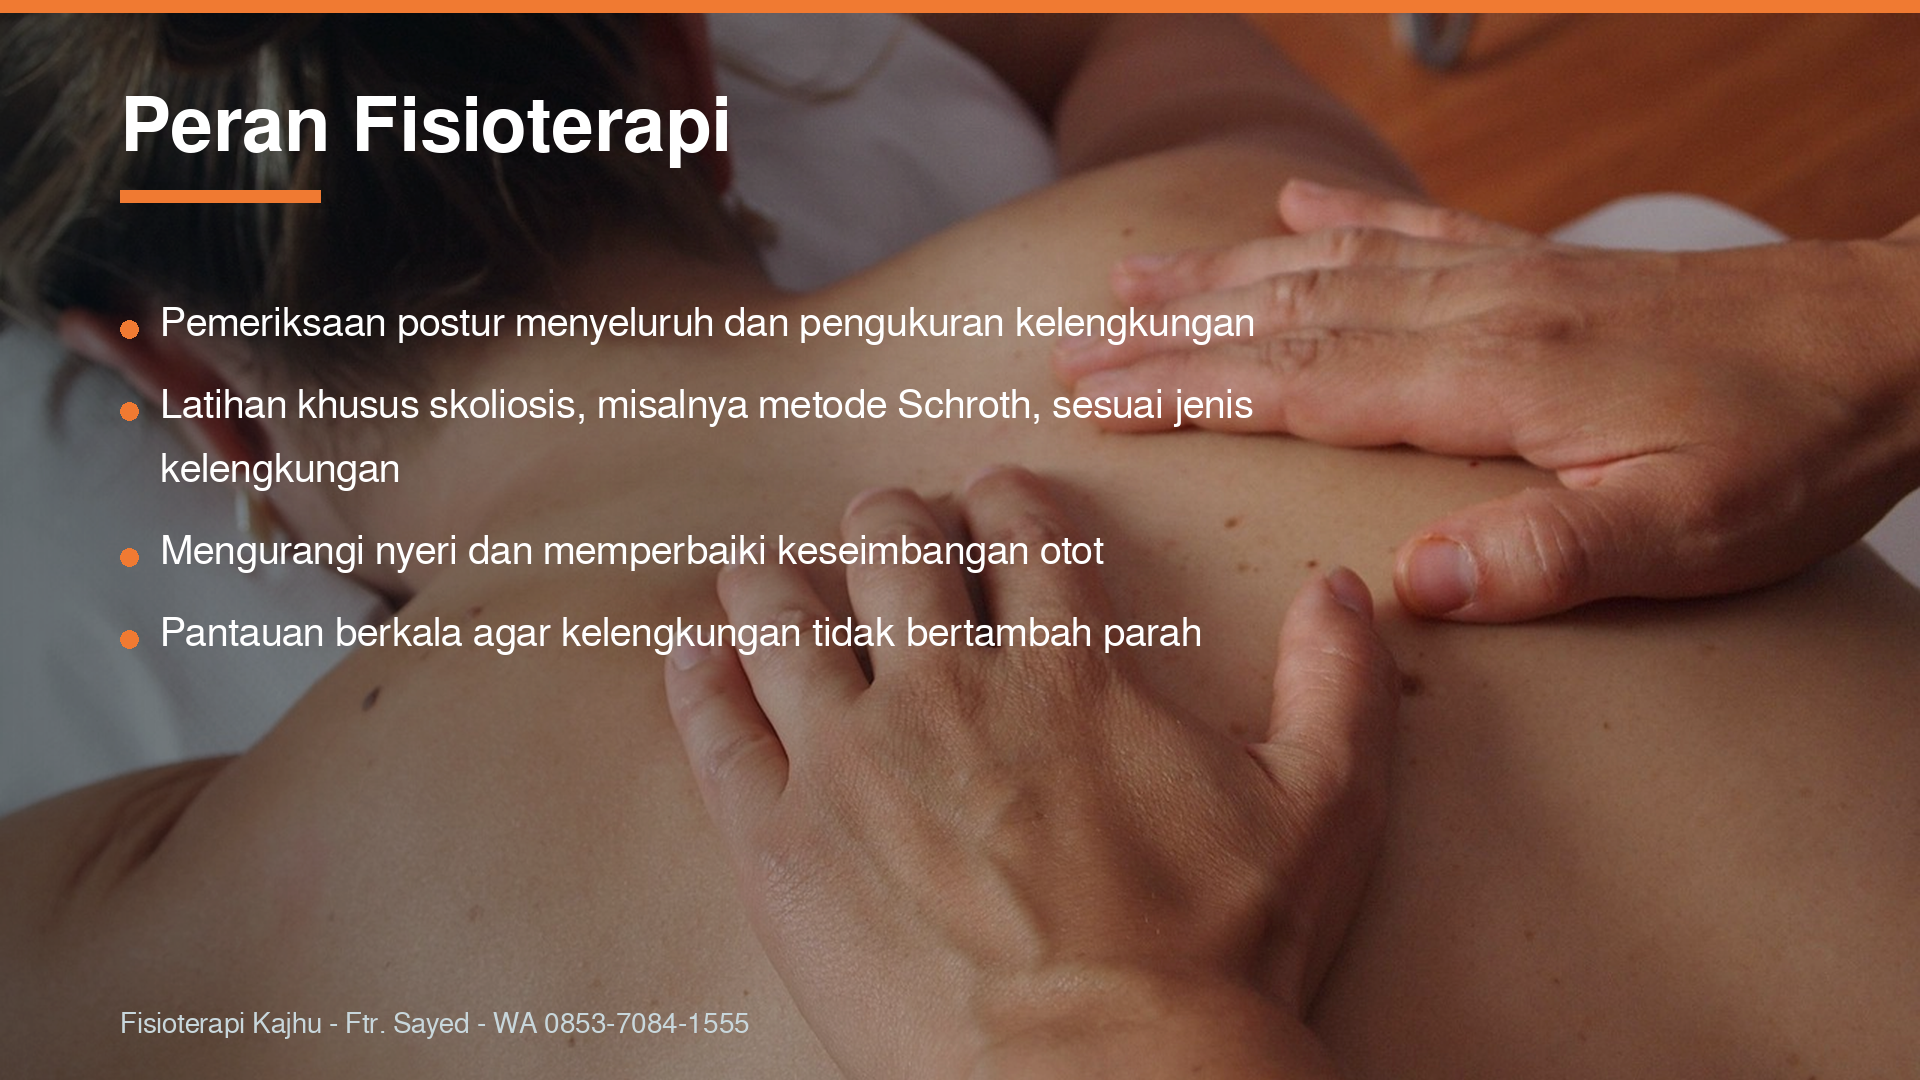 Peran Fisioterapi
Pemeriksaan postur menyeluruh dan pengukuran kelengkungan
Latihan khusus skoliosis, misalnya metode Schroth, sesuai jenis
kelengkungan
Mengurangi nyeri dan memperbaiki keseimbangan otot
Pantauan berkala agar kelengkungan tidak bertambah parah
Fisioterapi Kajhu - Ftr. Sayed - WA 0853-7084-1555